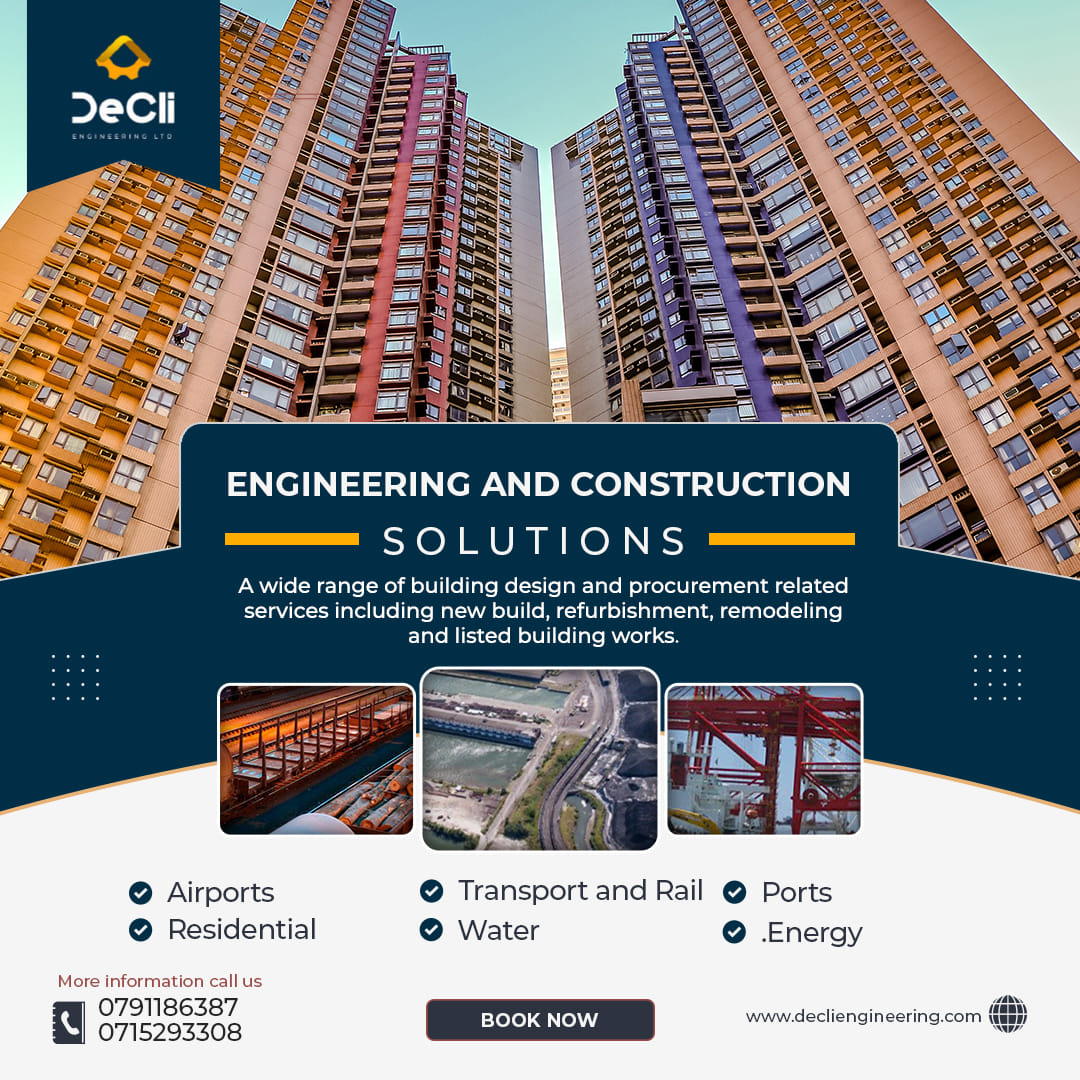 DeCli
ENGINEERING LTD
ENGINEERING AND CONSTRUCTION
SOLUTIONS
A wide range of building design and procurement related
services including new build, refurbishment, remodeling
and listed building works.
Airports
Transport and Rail
Ports
Residential
Water
.Energy
More information call us
0791186387
0715293308
BOOK NOW
www.decliengineering.com